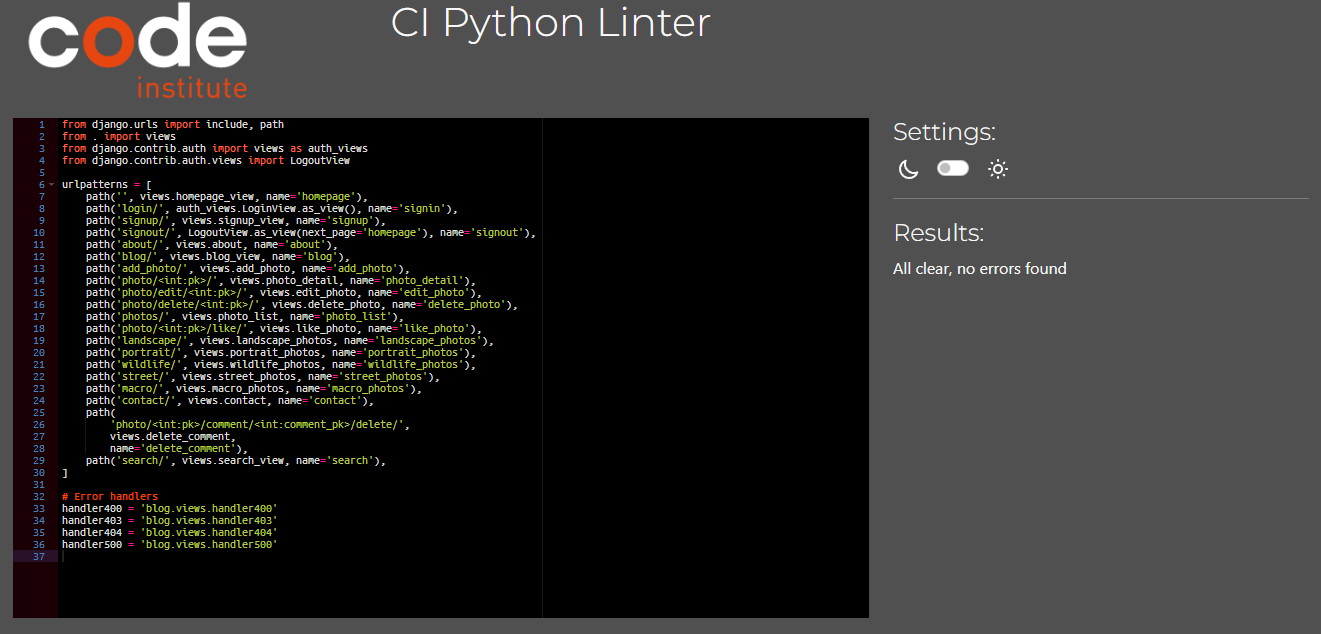 code
institute
CI Python Linter
1 from django.urls import include, path
2 from . import views
3 from django.contrib.auth import views as auth_views
4 from django.contrib.auth.views import LogoutView
5
6 urlpatterns = [
7     path('', views.homepage_view, name='homepage'),
8     path('login/', auth_views.LoginView.as_view(), name='signin'),
9     path('signup/', views.signup_view, name='signup'),
10     path('signout/', LogoutView.as_view(next_page='homepage'), name='signout'),
11     path('about/', views.about, name='about'),
12     path('blog/', views.blog_view, name='blog'),
13     path('add_photo/', views.add_photo, name='add_photo'),
14     path('photo/<int:pk>/', views.photo_detail, name='photo_detail'),
15     path('photo/edit/<int:pk>/', views.edit_photo, name='edit_photo'),
16     path('photo/delete/<int:pk>/', views.delete_photo, name='delete_photo'),
17     path('photos/', views.photo_list, name='photo_list'),
18     path('photo/<int:pk>/like/', views.like_photo, name='like_photo'),
19     path('landscape/', views.landscape_photos, name='landscape_photos'),
20     path('portrait/', views.portrait_photos, name='portrait_photos'),
21     path('wildlife/', views.wildlife_photos, name='wildlife_photos'),
22     path('street/', views.street_photos, name='street_photos'),
23     path('macro/', views.macro_photos, name='macro_photos'),
24     path('contact/', views.contact, name='contact'),
25     path(
26         'photo/<int:pk>/comment/<int:comment_pk>/delete/',
27         views.delete_comment,
28         name='delete_comment'),
29     path('search/', views.search_view, name='search'),
30 ]
31
32 # Error handlers
33 handler400 = 'blog.views.handler400'
34 handler403 = 'blog.views.handler403'
35 handler404 = 'blog.views.handler404'
36 handler500 = 'blog.views.handler500'
37
Settings:
Results:
All clear, no errors found